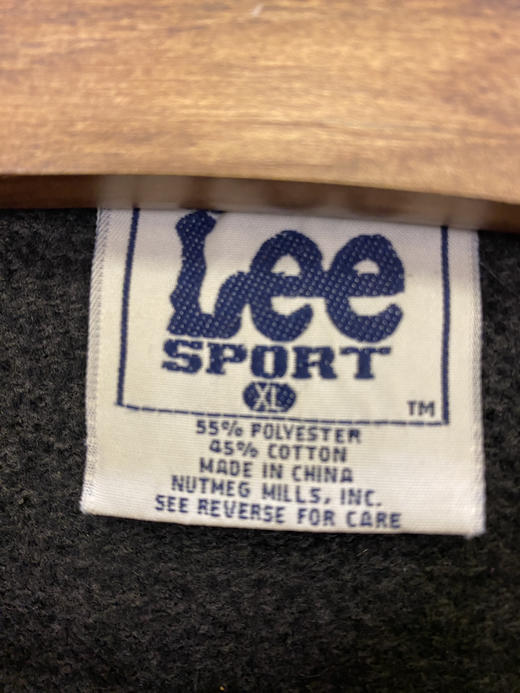 Lee
SPORT
XL
TM
55% POLYESTER
45% COTTON
MADE IN CHINA
NUTMEG MILLS, INC.
SEE REVERSE FOR CARE